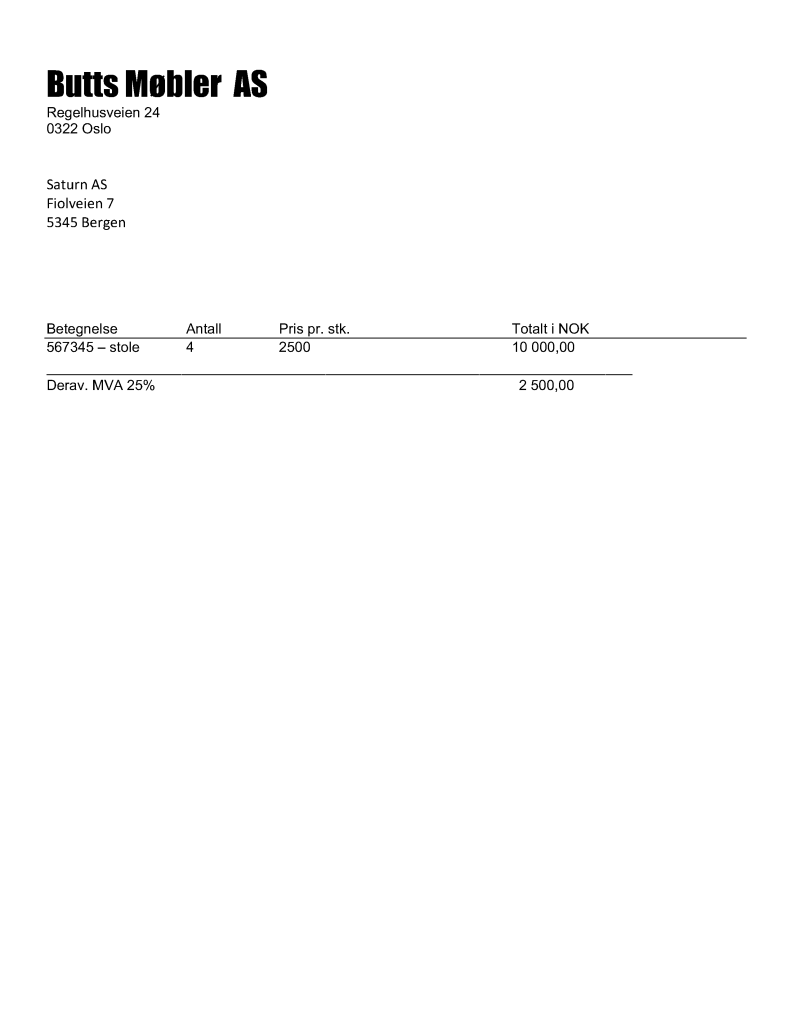 Butts Møbler AS
Regelhusveien 24
0322 Oslo
Saturn AS
Fiolveien 7
5345 Bergen
Betegnelse Antall Pris pr. stk. Totalt i NOK
567345 – stole 4 2500 10 000,00
Derav. MVA 25% 2 500,00